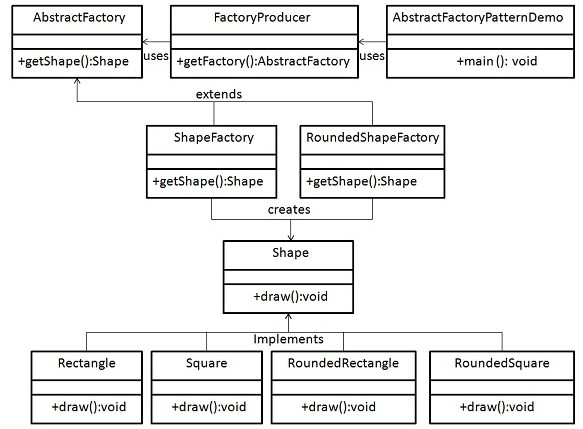 AbstractFactory
FactoryProducer
AbstractFactoryPatternDemo
+getShape():Shape
uses
+getFactory():AbstractFactory
uses
+main(): void
extends
ShapeFactory
RoundedShapeFactory
+getShape():Shape
+getShape():Shape
creates
Shape
+draw():void
Implements
Rectangle
Square
RoundedRectangle
RoundedSquare
+draw():void
+draw():void
+draw():void
+draw():void